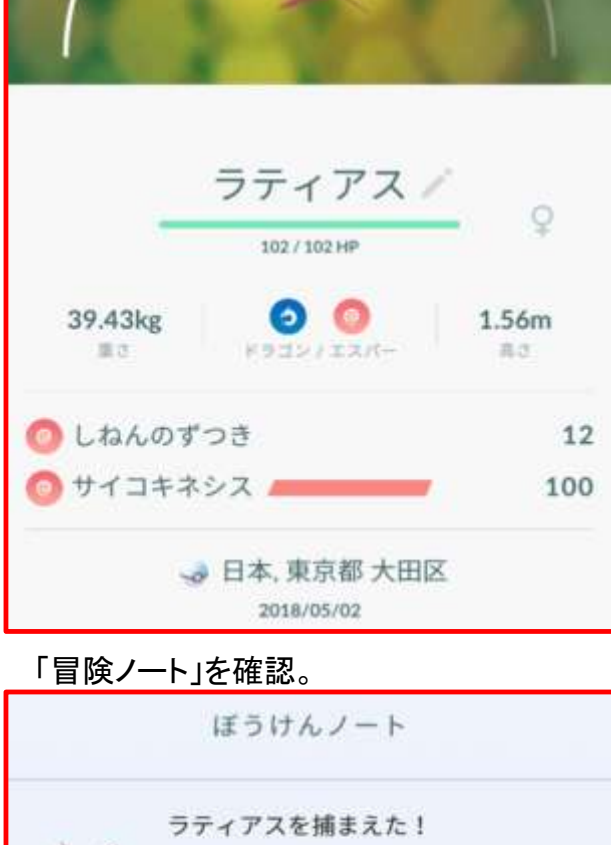 ラティアス
♀
102 / 102 HP
39.43kg
1.56m
重さ
ドラゴン / エスパー
高さ
しねんのずつき 12
サイコキネシス 100
日本, 東京都 大田区
2018/05/02
「冒険ノート」を確認。
ぼうけんノート
ラティアスを捕まえた！